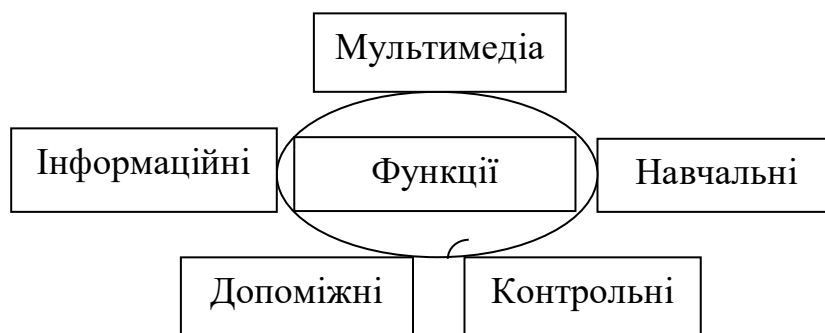 Мультимедіа
Інформаційні
Функції
Навчальні
Допоміжні
Контрольні